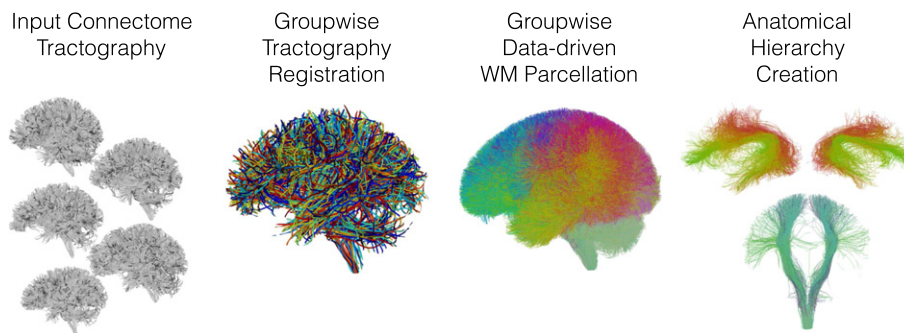 Input Connectome
Tractography
Groupwise
Tractography
Registration
Groupwise
Data-driven
WM Parcellation
Anatomical
Hierarchy
Creation